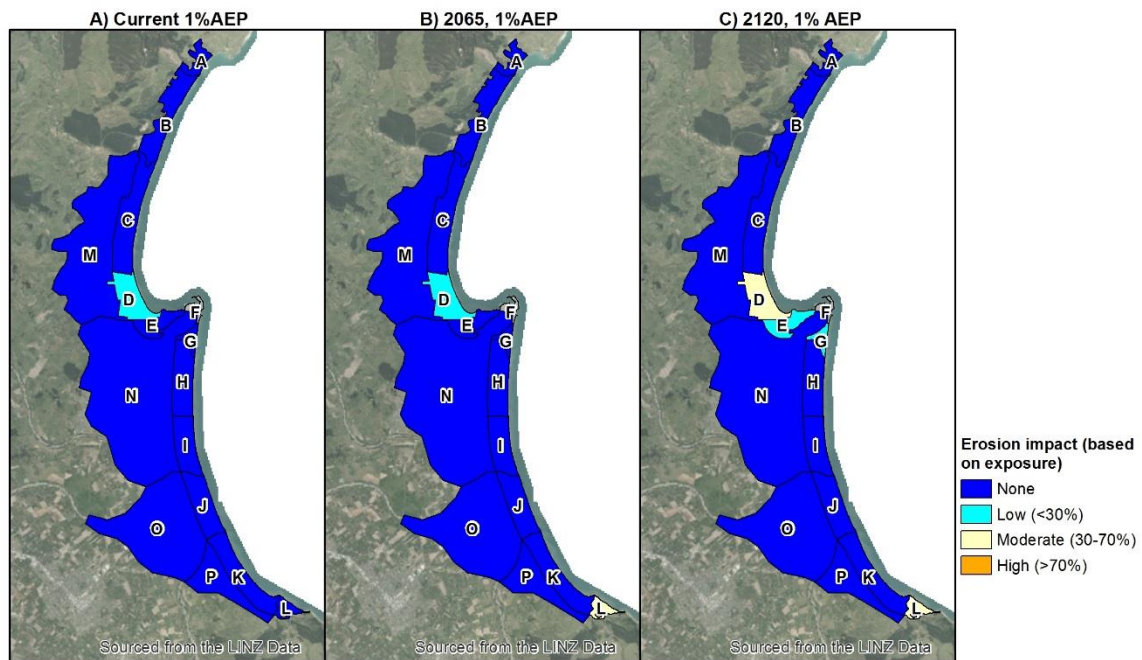 A) Current 1%AEP
B) 2065, 1%AEP
C) 2120, 1% AEP
A
B
C
M
D
E
F
G
H
N
I
J
O
P
K
L
Sourced from the LINZ Data
A
B
C
M
D
E
F
G
H
N
I
J
O
P
K
L
Sourced from the LINZ Data
A
B
C
M
D
E
F
G
H
N
I
J
O
P
K
L
Sourced from the LINZ Data
Erosion impact (based
on exposure)
None
Low (<30%)
Moderate (30-70%)
High (>70%)